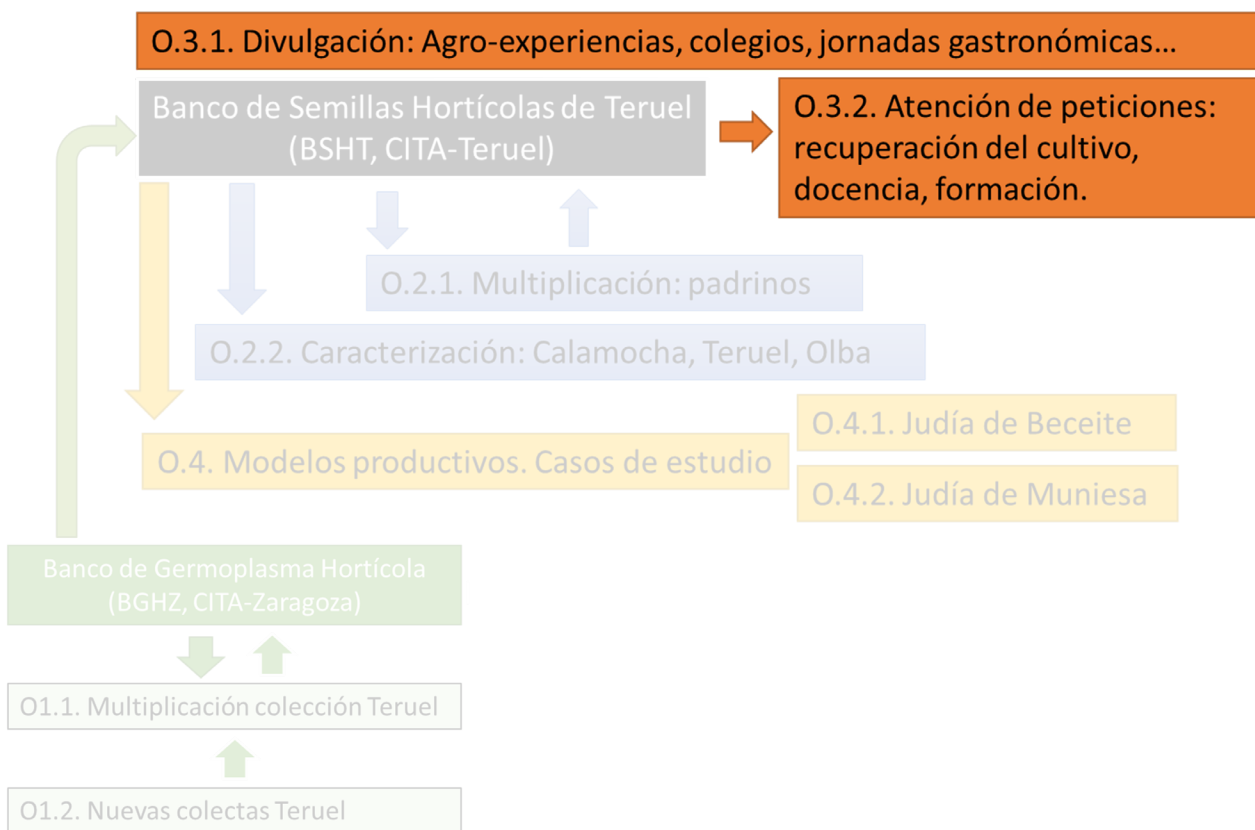 O.3.1. Divulgación: Agro-experiencias, colegios, jornadas gastronómicas…
Banco de Semillas Hortícolas de Teruel
(BSHT, CITA-Teruel)
O.3.2. Atención de peticiones:
recuperación del cultivo,
docencia, formación.
O.2.1. Multiplicación: padrinos
O.2.2. Caracterización: Calamocha, Teruel, Olba
O.4. Modelos productivos. Casos de estudio
O.4.1. Judía de Beceite
O.4.2. Judía de Muniesa
Banco de Germoplasma Hortícola
(BGHZ, CITA-Zaragoza)
O1.1. Multiplicación colección Teruel
O1.2. Nuevas colectas Teruel